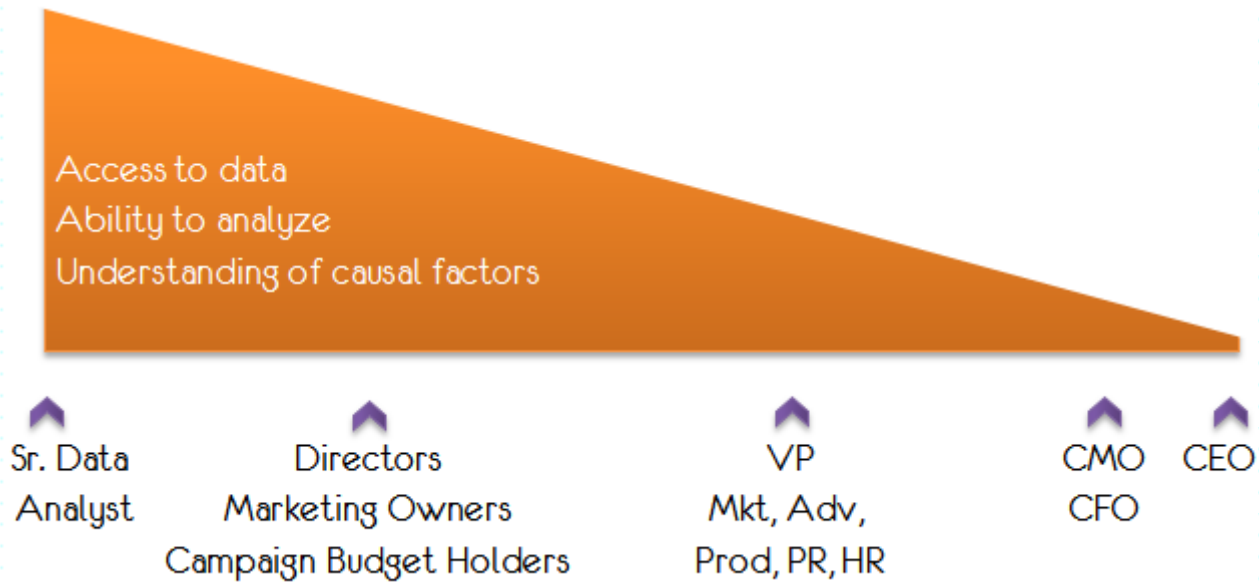 Access to data
Ability to analyze
Understanding of causal factors
Sr. Data
Analyst
Directors
Marketing Owners
Campaign Budget Holders
VP
Mkt, Adv,
Prod, PR, HR
CMO
CFO
CEO